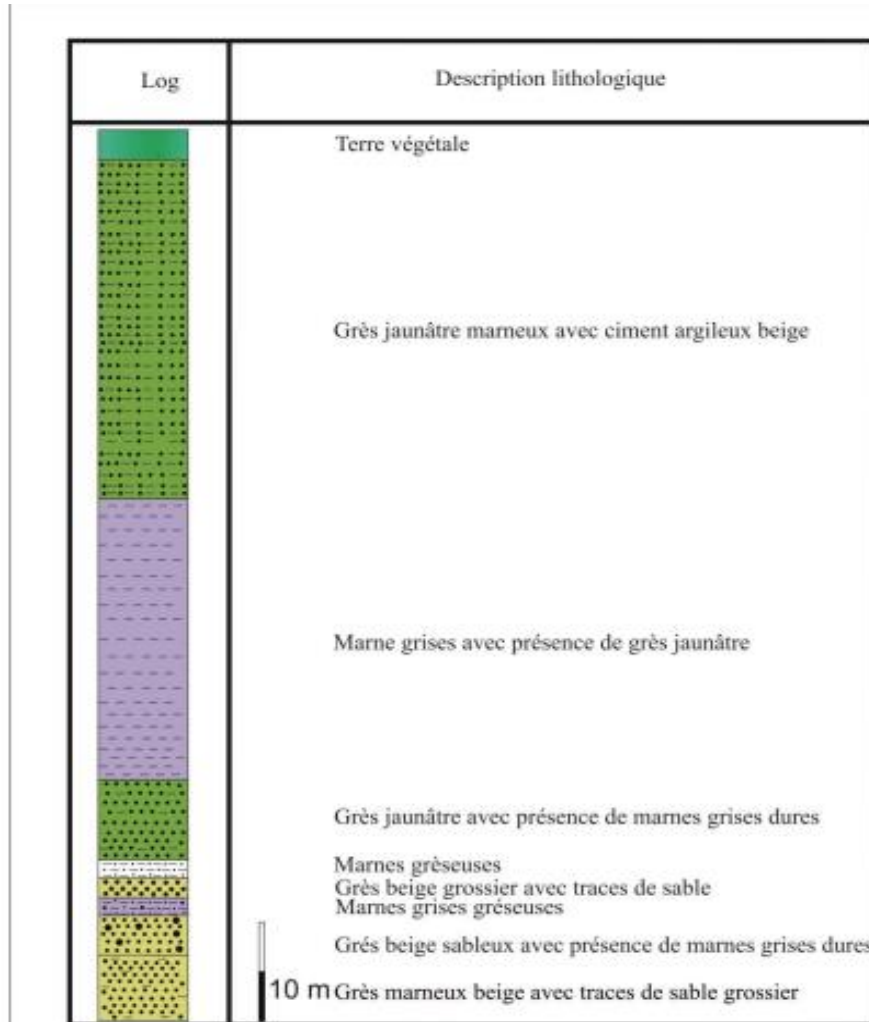 Log
Description lithologique
Terre végétale
Grès jaunâtre marneux avec ciment argileux beige
Marne grises avec présence de grès jaunâtre
Grès jaunâtre avec présence de marnes grises dures
Marnes grèseuses
Grès beige grossier avec traces de sable
Marnes grises gréseuses
Grés beige sableux avec présence de marnes grises dures
10 m
Grès marneux beige avec traces de sable grossier